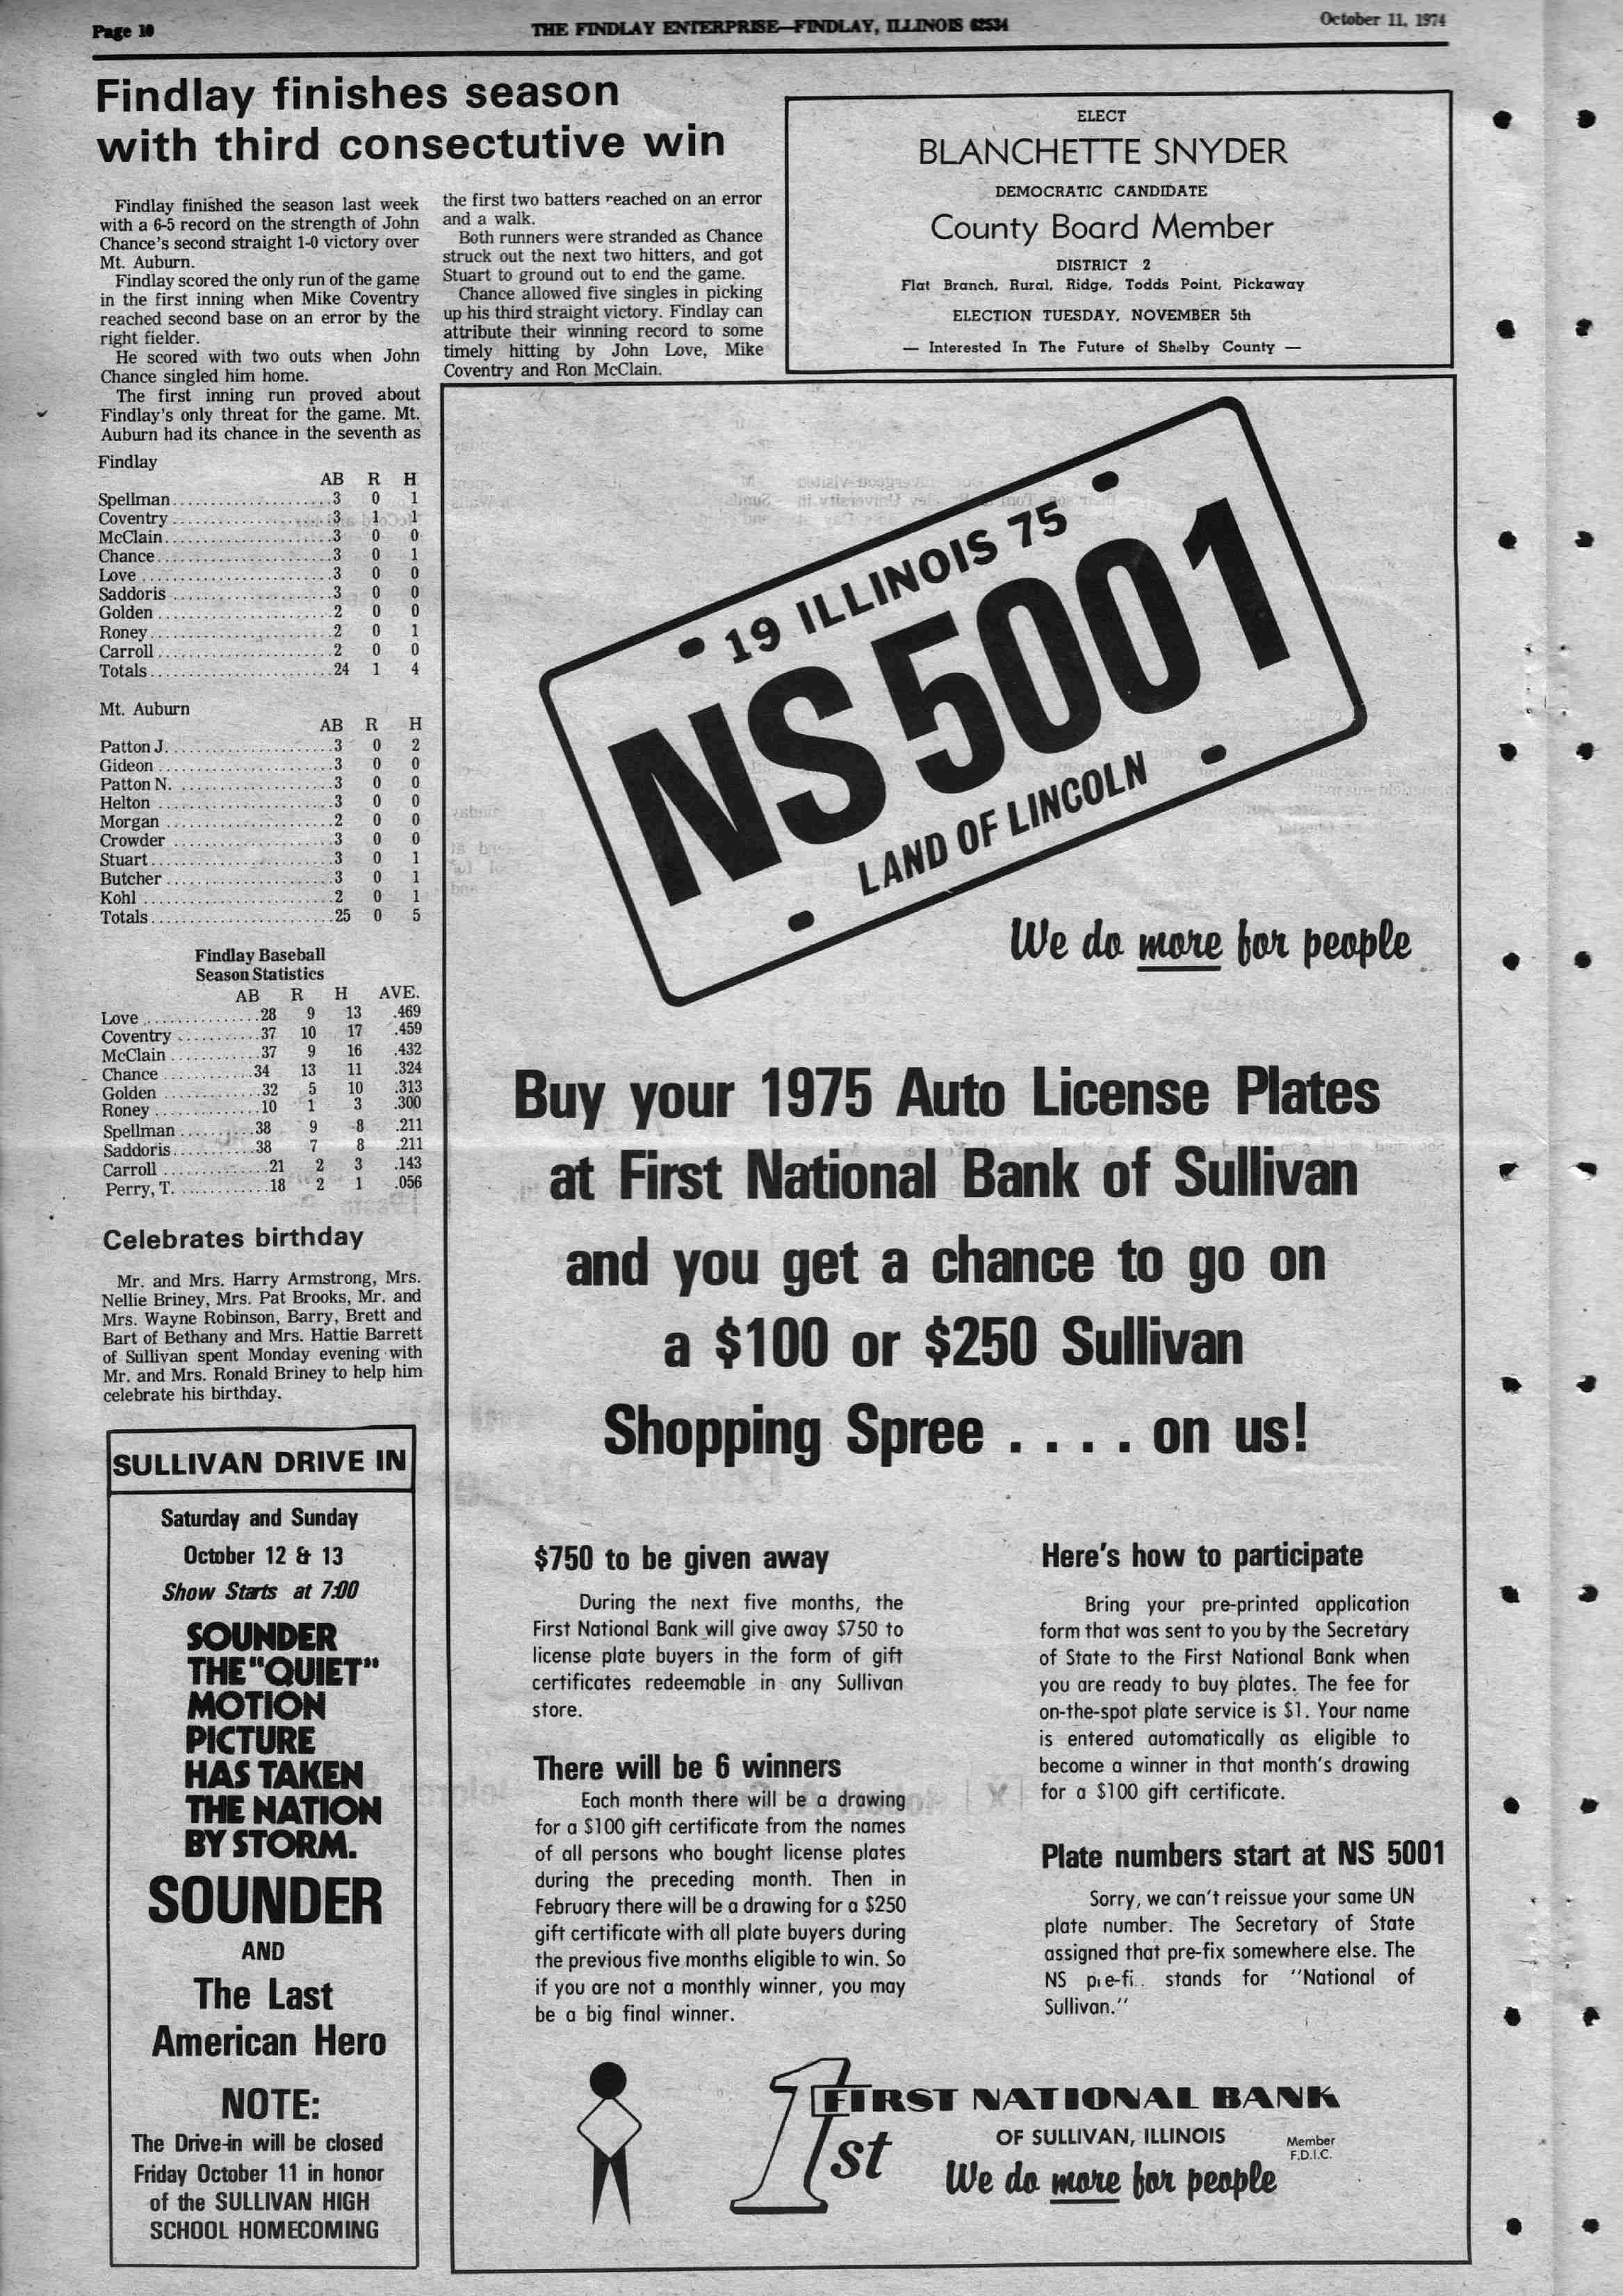 Page 10
THE FINDLAY ENTERPRISE—FINDLAY, ILLINOIS 62534
October 11, 1974
Findlay finishes season
with third consectutive win
Findlay finished the season last week
with a 6-5 record on the strength of John
Chance's second straight 1-0 victory over
Mt. Auburn.
Findlay scored the only run of the game
in the first inning when Mike Coventry
reached second base on an error by the
right fielder.
He scored with two outs when John
Chance singled him home.
The first inning run proved about
Findlay's only threat for the game. Mt.
Auburn had its chance in the seventh as
the first two batters reached on an error
and a walk.
Both runners were stranded as Chance
struck out the next two hitters, and got
Stuart to ground out to end the game.
Chance allowed five singles in picking
up his third straight victory. Findlay can
attribute their winning record to some
timely hitting by John Love, Mike
Coventry and Ron McClain.
Findlay
AB R H
Spellman 3 0 1
Coventry 3 1 1
McClain 3 0 0
Chance 3 0 1
Love 3 0 0
Saddoris 3 0 0
Golden 2 0 0
Roney 2 0 1
Carroll 2 0 0
Totals 24 1 4
Mt. Auburn
AB R H
Patton J. 3 0 2
Gideon 3 0 0
Patton N. 3 0 0
Helton 3 0 0
Morgan 2 0 0
Crowder 3 0 0
Stuart 3 0 1
Butcher 3 0 1
Kohl 2 0 1
Totals 25 0 5
Findlay Baseball
Season Statistics
AB R H AVE.
Love 28 9 13 .469
Coventry 37 10 17 .459
McClain 37 9 16 .432
Chance 34 13 11 .324
Golden 32 5 10 .313
Roney 10 1 3 .300
Spellman 38 9 8 .211
Saddoris 38 7 8 .211
Carroll 21 2 3 .143
Perry, T. 18 2 1 .056
Celebrates birthday
Mr. and Mrs. Harry Armstrong, Mrs.
Nellie Briney, Mrs. Pat Brooks, Mr. and
Mrs. Wayne Robinson, Barry, Brett and
Bart of Bethany and Mrs. Hattie Barrett
of Sullivan spent Monday evening with
Mr. and Mrs. Ronald Briney to help him
celebrate his birthday.
SULLIVAN DRIVE IN
Saturday and Sunday
October 12 & 13
Show Starts at 7:00
SOUNDER
THE "QUIET"
MOTION
PICTURE
HAS TAKEN
THE NATION
BY STORM.
SOUNDER
AND
The Last
American Hero
NOTE:
The Drive-in will be closed
Friday October 11 in honor
of the SULLIVAN HIGH
SCHOOL HOMECOMING
ELECT
BLANCHETTE SNYDER
DEMOCRATIC CANDIDATE
County Board Member
DISTRICT 2
Flat Branch, Rural, Ridge, Todds Point, Pickaway
ELECTION TUESDAY, NOVEMBER 5th
— Interested In The Future of Shelby County —
19 ILLINOIS 75
NS 5001
LAND OF LINCOLN
We do more for people
Buy your 1975 Auto License Plates
at First National Bank of Sullivan
and you get a chance to go on
a $100 or $250 Sullivan
Shopping Spree . . . . on us!
$750 to be given away
During the next five months, the
First National Bank will give away $750 to
license plate buyers in the form of gift
certificates redeemable in any Sullivan
store.
There will be 6 winners
Each month there will be a drawing
for a $100 gift certificate from the names
of all persons who bought license plates
during the preceding month. Then in
February there will be a drawing for a $250
gift certificate with all plate buyers during
the previous five months eligible to win. So
if you are not a monthly winner, you may
be a big final winner.
Here's how to participate
Bring your pre-printed application
form that was sent to you by the Secretary
of State to the First National Bank when
you are ready to buy plates. The fee for
on-the-spot plate service is $1. Your name
is entered automatically as eligible to
become a winner in that month's drawing
for a $100 gift certificate.
Plate numbers start at NS 5001
Sorry, we can't reissue your same UN
plate number. The Secretary of State
assigned that pre-fix somewhere else. The
NS stands for "National of
Sullivan."
1st
FIRST NATIONAL BANK
OF SULLIVAN, ILLINOIS
Member
F.D.I.C.
We do more for people